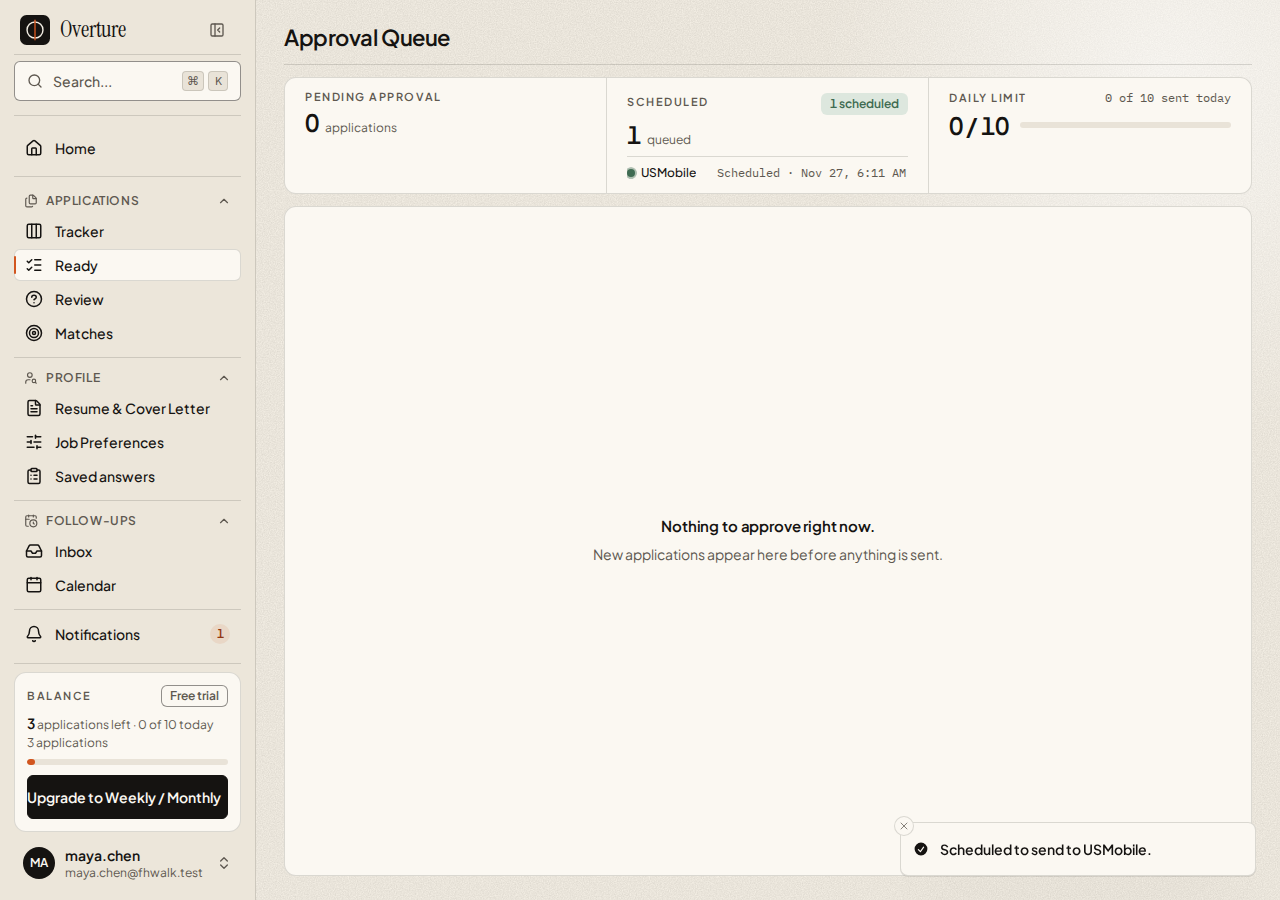 Overture
Search...
⌘ K
Home
APPLICATIONS
Tracker
Ready
Review
Matches
PROFILE
Resume & Cover Letter
Job Preferences
Saved answers
FOLLOW-UPS
Inbox
Calendar
Notifications 1
BALANCE Free trial
3 applications left · 0 of 10 today
3 applications
Upgrade to Weekly / Monthly
MA
maya.chen
maya.chen@fhwalk.test
Approval Queue
PENDING APPROVAL
0 applications
SCHEDULED 1 scheduled
1 queued
USMobile Scheduled · Nov 27, 6:11 AM
DAILY LIMIT 0 of 10 sent today
0/10
Nothing to approve right now.
New applications appear here before anything is sent.
Scheduled to send to USMobile.